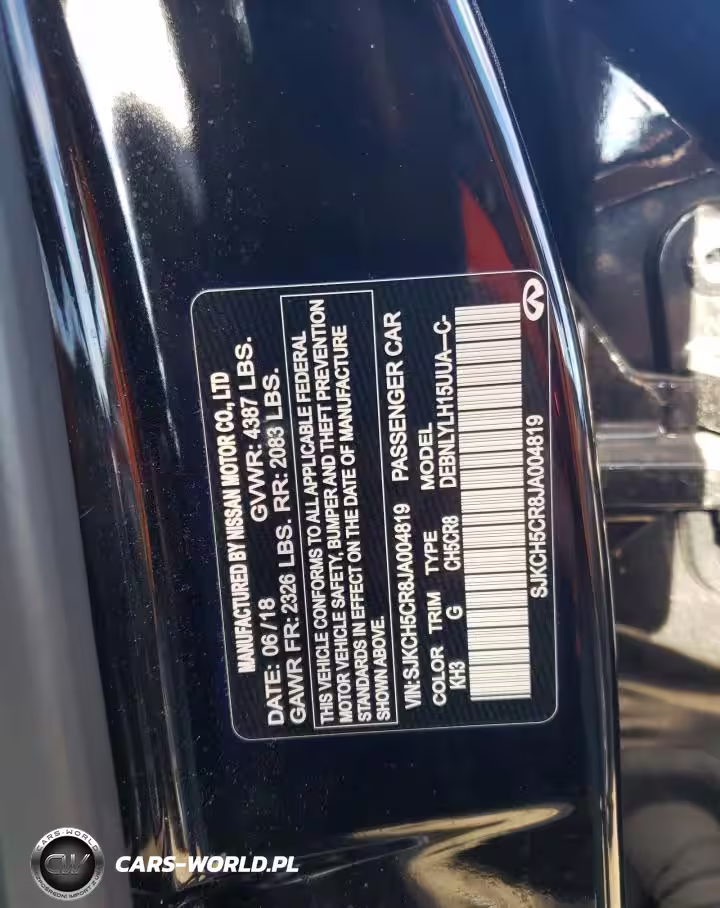 MANUFACTURED BY NISSAN MOTOR CO., LTD
DATE: 06/18 GVWR: 4387 LBS.
GAWR FR: 2326 LBS. RR: 2083 LBS.
THIS VEHICLE CONFORMS TO ALL APPLICABLE FEDERAL
MOTOR VEHICLE SAFETY, BUMPER AND THEFT PREVENTION
STANDARDS IN EFFECT ON THE DATE OF MANUFACTURE
SHOWN ABOVE.
VIN: SJKCH5CR8JA004819 PASSENGER CAR
COLOR TRIM TYPE MODEL
KH3 G CH5CR8 DEBNLYLH15UUA-C-
SJKCH5CR8JA004819
CARS-WORLD
CW
CARS-WORLD.PL